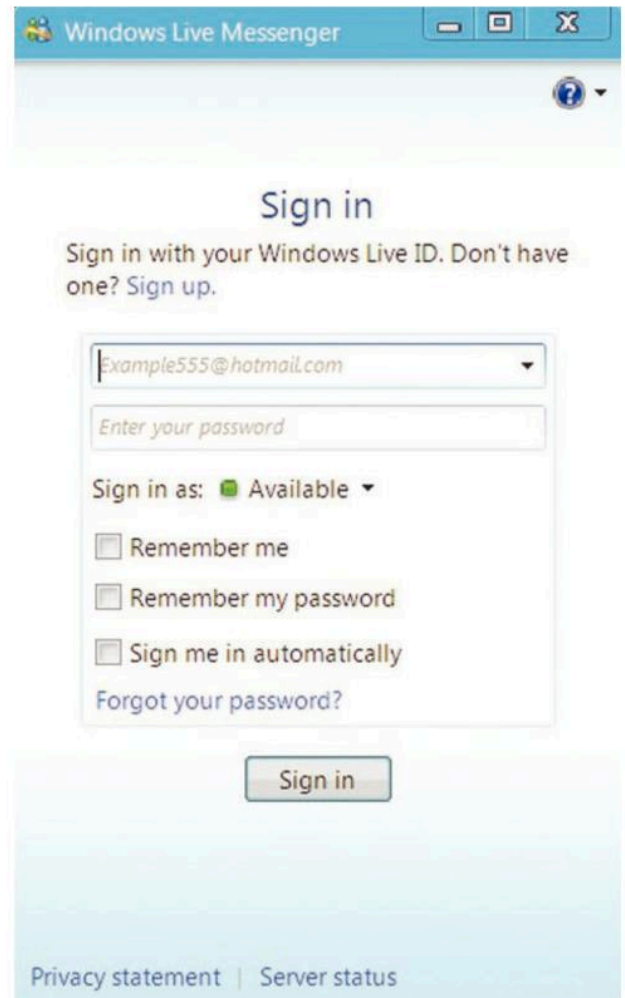 Windows Live Messenger
Sign in
Sign in with your Windows Live ID. Don't have
one? Sign up.
Example555@hotmail.com
Enter your password
Sign in as: Available
Remember me
Remember my password
Sign me in automatically
Forgot your password?
Sign in
Privacy statement | Server status